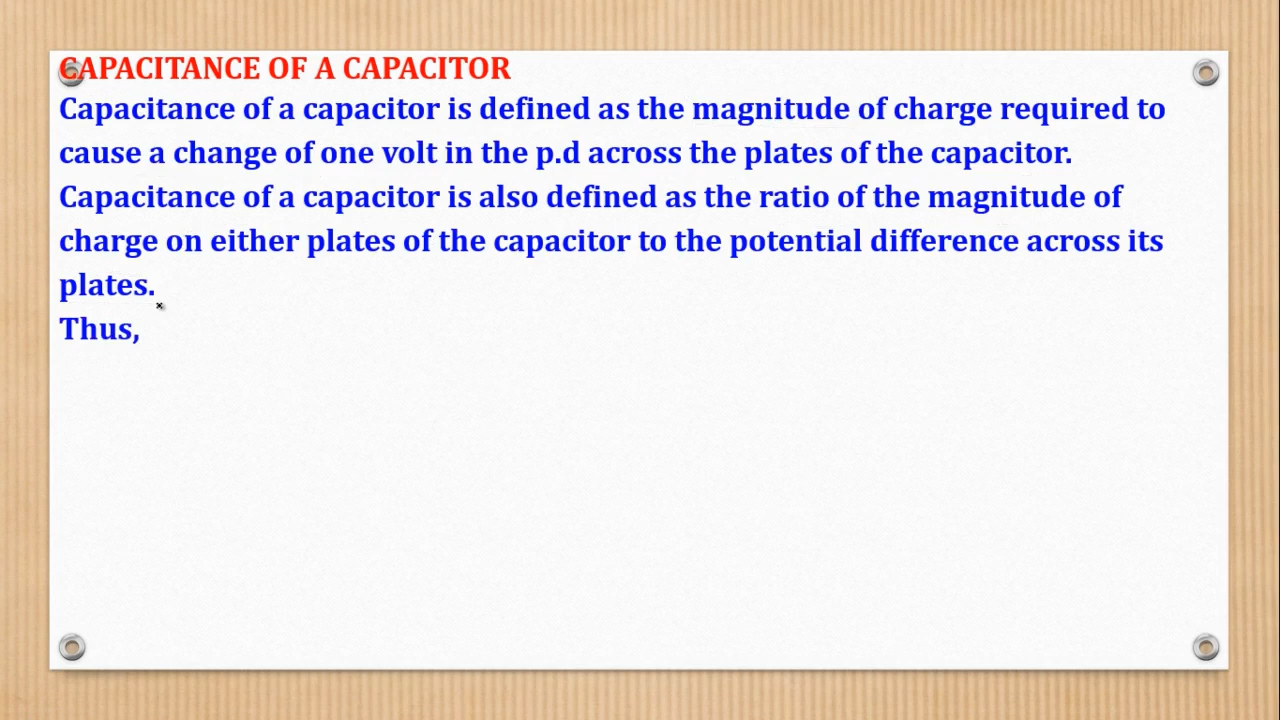 CAPACITANCE OF A CAPACITOR
Capacitance of a capacitor is defined as the magnitude of charge required to
cause a change of one volt in the p.d across the plates of the capacitor.
Capacitance of a capacitor is also defined as the ratio of the magnitude of
charge on either plates of the capacitor to the potential difference across its
plates.
Thus,